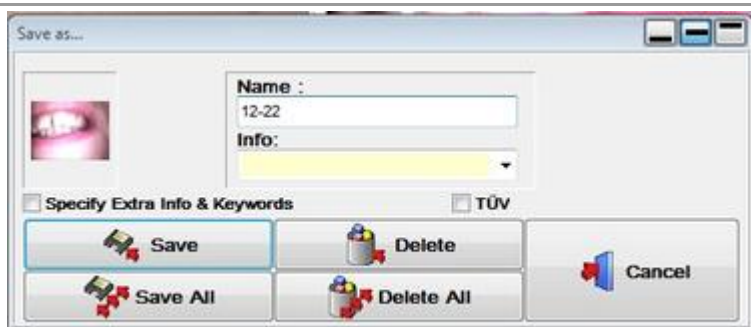 Save as...
Name :
12-22
Info:
Specify Extra Info & Keywords
TÜV
Save
Delete
Cancel
Save All
Delete All